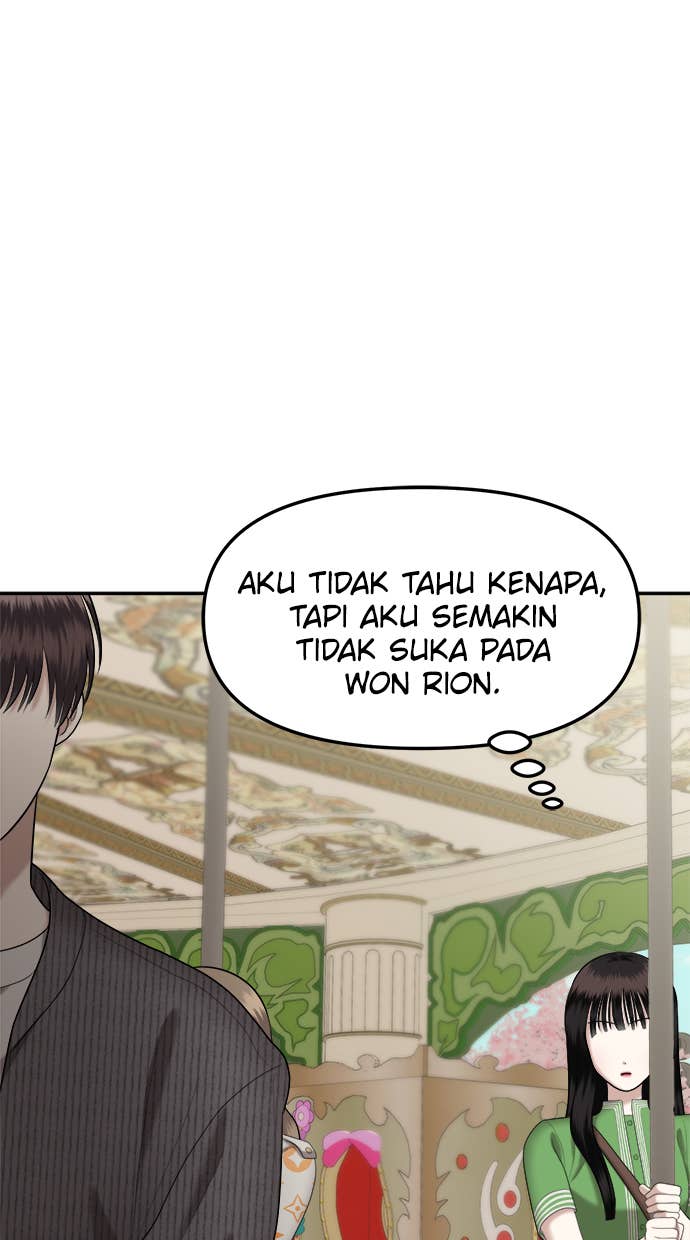 AKU TIDAK TAHU KENAPA,
TAPI AKU SEMAKIN
TIDAK SUKA PADA
WON RION.